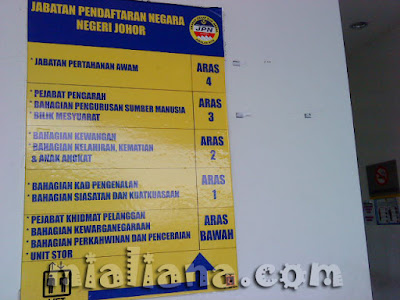 JABATAN PENDAFTARAN NEGARA
NEGERI JOHOR
JPN
* JABATAN PERTAHANAN AWAM
ARAS
4
* PEJABAT PENGARAH
* BAHAGIAN PENGURUSAN SUMBER MANUSIA
* BILIK MESYUARAT
ARAS
3
* BAHAGIAN KEWANGAN
* BAHAGIAN KELAHIRAN, KEMATIAN
& ANAK ANGKAT
ARAS
2
* BAHAGIAN KAD PENGENALAN
* BAHAGIAN SIASATAN DAN KUATKUASAAN
ARAS
1
* PEJABAT KHIDMAT PELANGGAN
* BAHAGIAN KEWARGANEGARAAN
* BAHAGIAN PERKAHWINAN DAN PENCERAIAN
* UNIT STOR
ARAS
BAWAH
mialiana.com